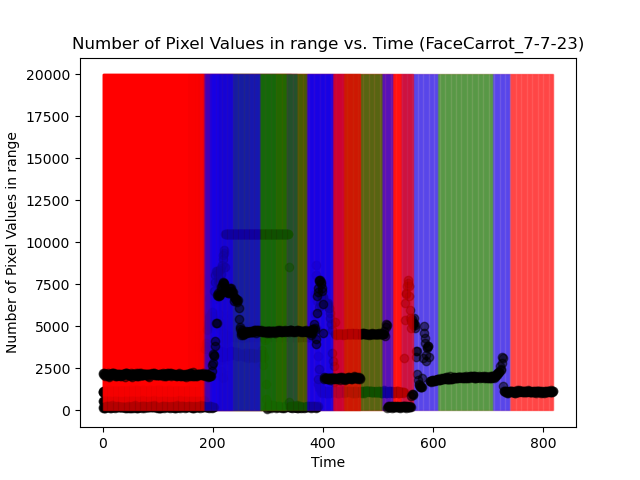 Number of Pixel Values in range vs. Time (FaceCarrot_7-7-23)
20000
17500
15000
12500
10000
7500
5000
2500
0
Number of Pixel Values in range
0 200 400 600 800
Time